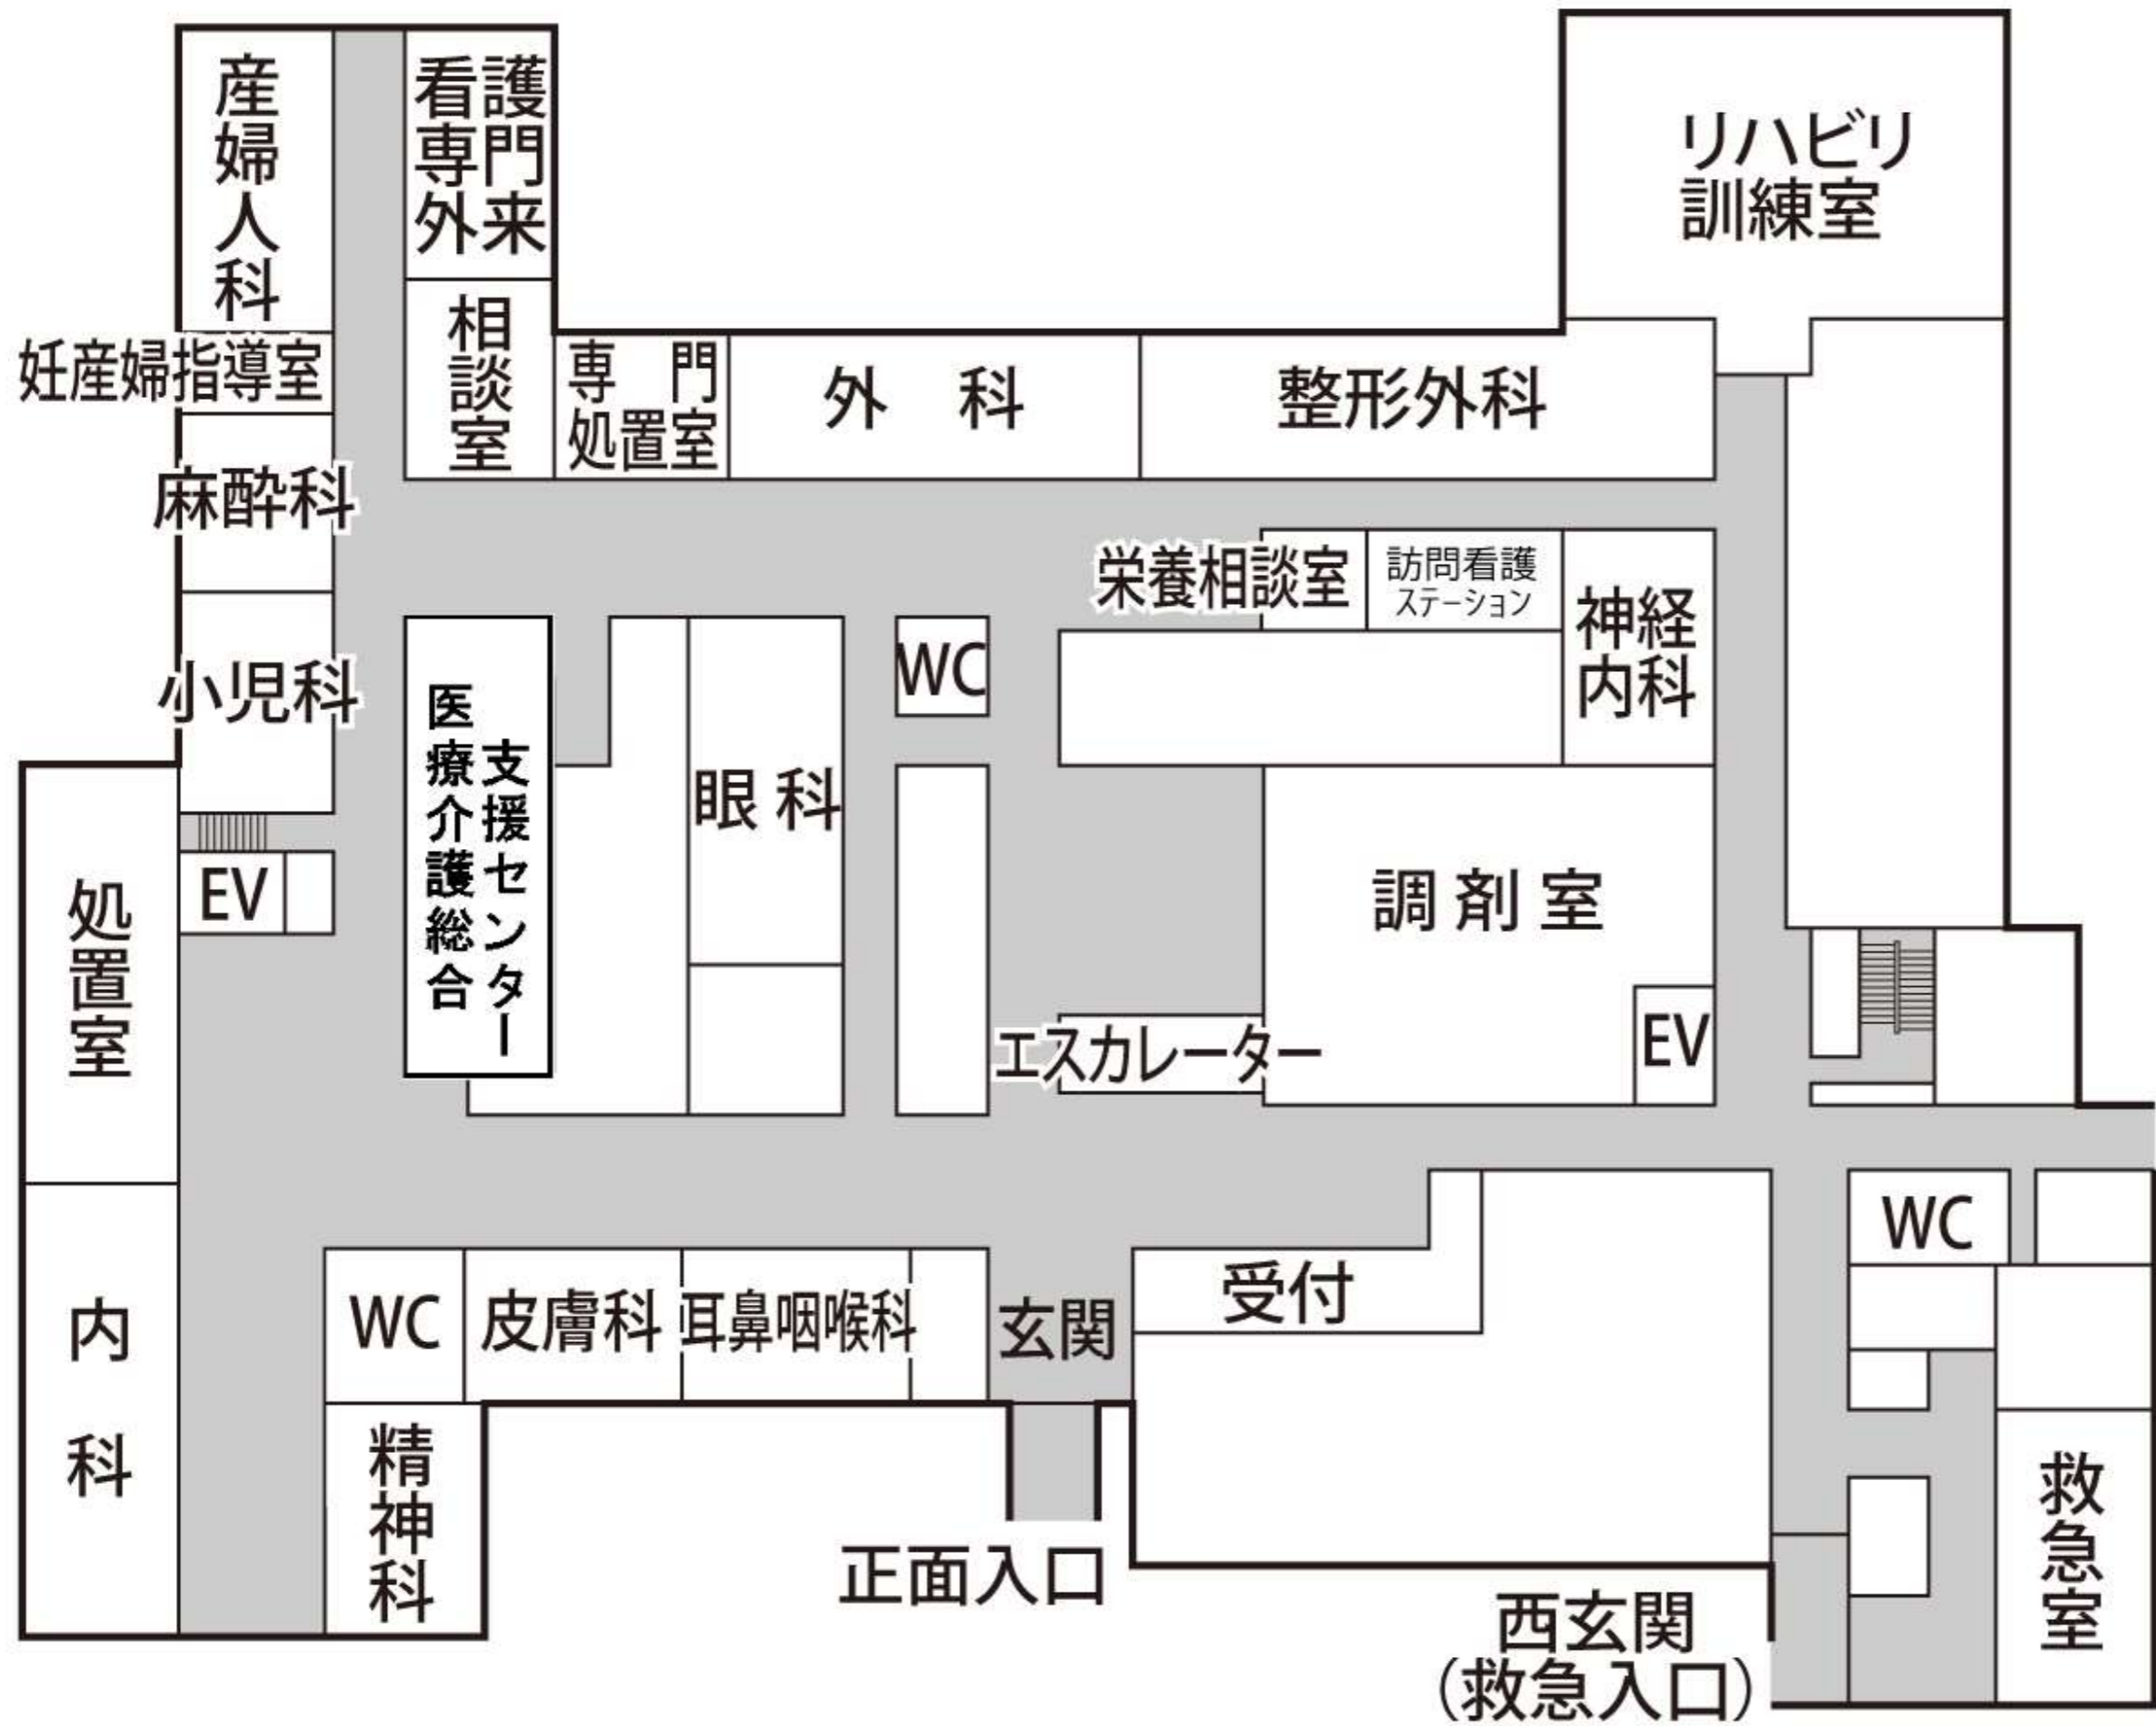 産婦人科
看護
専門
外来
リハビリ
訓練室
妊産婦指導室
相談室
専門
処置室
外科
整形外科
麻酔科
栄養相談室
訪問看護
ステーション
神経
内科
小児科
医療介護総合
支援センター
WC
眼科
調剤室
処置室
EV
エスカレーター
EV
WC
内科
WC
皮膚科
耳鼻咽喉科
玄関
受付
精神科
正面入口
救急室
西玄関
（救急入口）